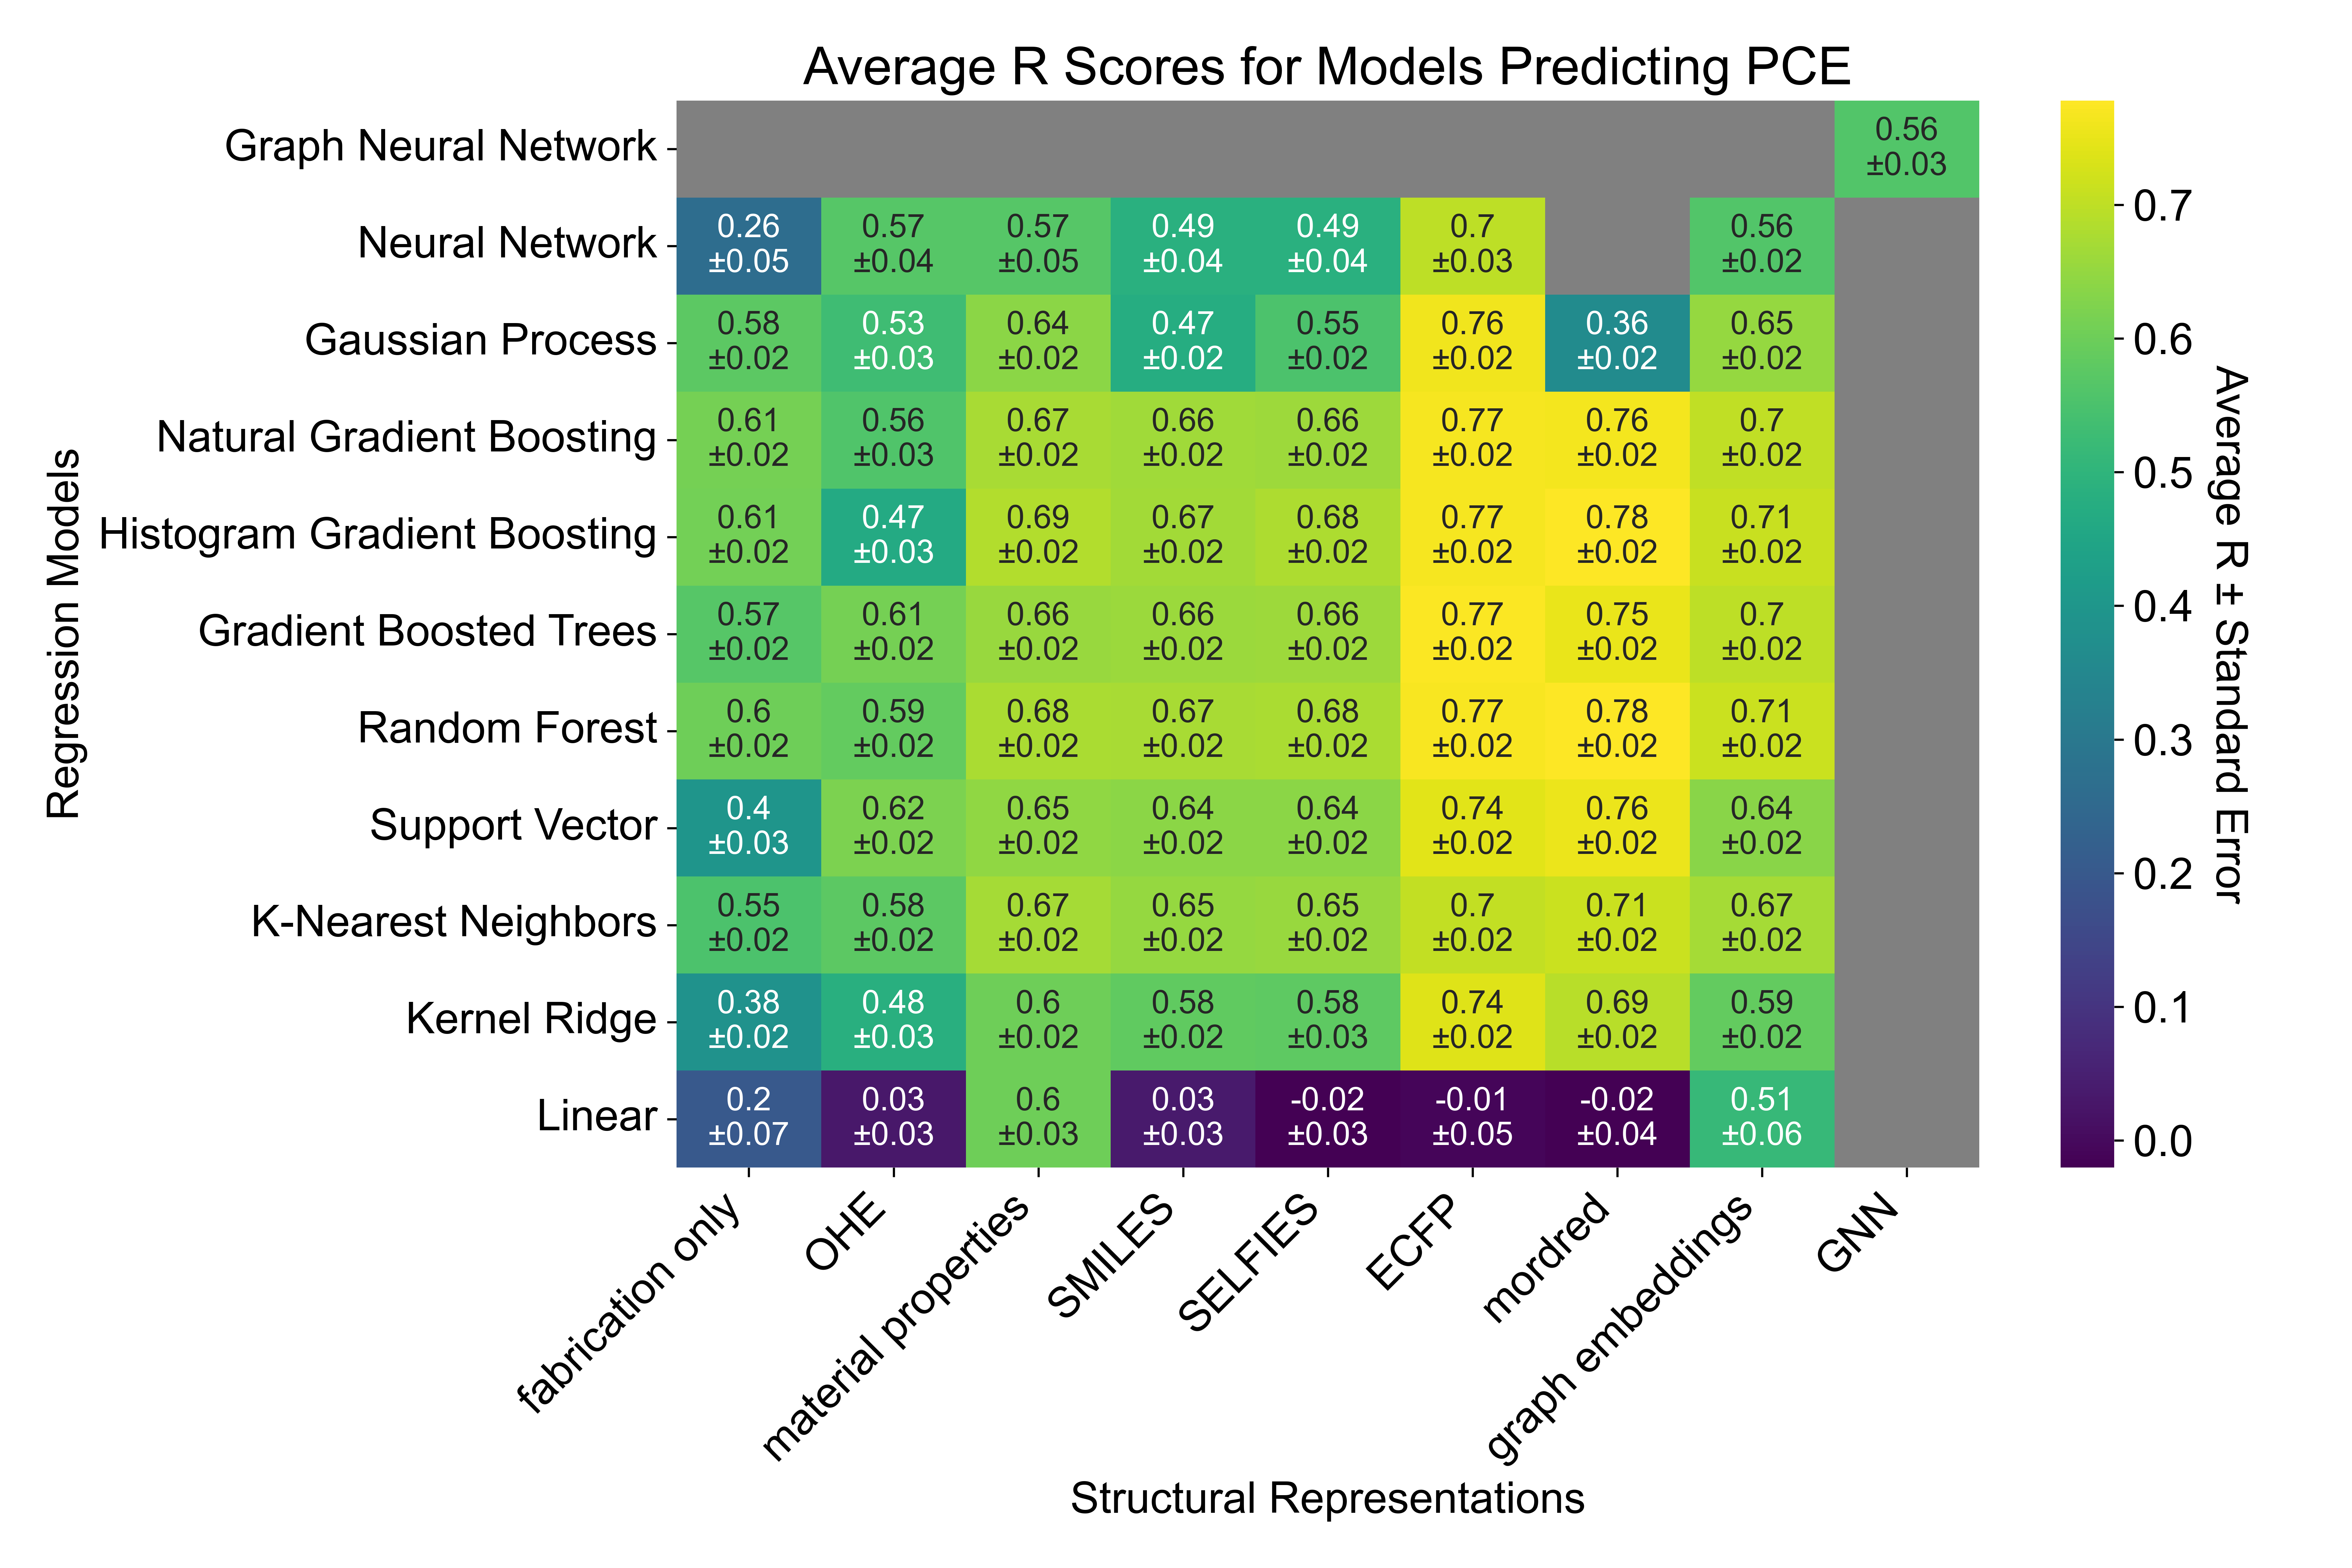 Average R Scores for Models Predicting PCE
Regression Models
Graph Neural Network
0.56
±0.03
Neural Network
0.26 0.57 0.57 0.49 0.49 0.7 0.56
±0.05 ±0.04 ±0.05 ±0.04 ±0.04 ±0.03 ±0.02
Gaussian Process
0.58 0.53 0.64 0.47 0.55 0.76 0.36 0.65
±0.02 ±0.03 ±0.02 ±0.02 ±0.02 ±0.02 ±0.02 ±0.02
Natural Gradient Boosting
0.61 0.56 0.67 0.66 0.66 0.77 0.76 0.7
±0.02 ±0.03 ±0.02 ±0.02 ±0.02 ±0.02 ±0.02 ±0.02
Histogram Gradient Boosting
0.61 0.47 0.69 0.67 0.68 0.77 0.78 0.71
±0.02 ±0.03 ±0.02 ±0.02 ±0.02 ±0.02 ±0.02 ±0.02
Gradient Boosted Trees
0.57 0.61 0.66 0.66 0.66 0.77 0.75 0.7
±0.02 ±0.02 ±0.02 ±0.02 ±0.02 ±0.02 ±0.02 ±0.02
Random Forest
0.6 0.59 0.68 0.67 0.68 0.77 0.78 0.71
±0.02 ±0.02 ±0.02 ±0.02 ±0.02 ±0.02 ±0.02 ±0.02
Support Vector
0.4 0.62 0.65 0.64 0.64 0.74 0.76 0.64
±0.03 ±0.02 ±0.02 ±0.02 ±0.02 ±0.02 ±0.02 ±0.02
K-Nearest Neighbors
0.55 0.58 0.67 0.65 0.65 0.7 0.71 0.67
±0.02 ±0.02 ±0.02 ±0.02 ±0.02 ±0.02 ±0.02 ±0.02
Kernel Ridge
0.38 0.48 0.6 0.58 0.58 0.74 0.69 0.59
±0.02 ±0.03 ±0.02 ±0.02 ±0.03 ±0.02 ±0.02 ±0.02
Linear
0.2 0.03 0.6 0.03 -0.02 -0.01 -0.02 0.51
±0.07 ±0.03 ±0.03 ±0.03 ±0.03 ±0.05 ±0.04 ±0.06
fabrication only
OHE
material properties
SMILES
SELFIES
ECFP
mordred
graph embeddings
GNN
Structural Representations
0.7
0.6
0.5
0.4
0.3
0.2
0.1
0.0
Average R ± Standard Error